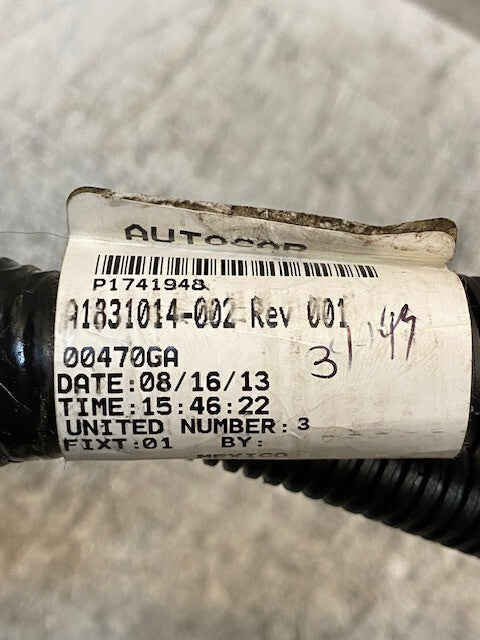 AUTOCAR
P1741948
A1831014-002 Rev 001
00470GA
DATE:08/16/13
TIME:15:46:22
UNITED NUMBER:3
FIXT:01 BY:
MEXICO